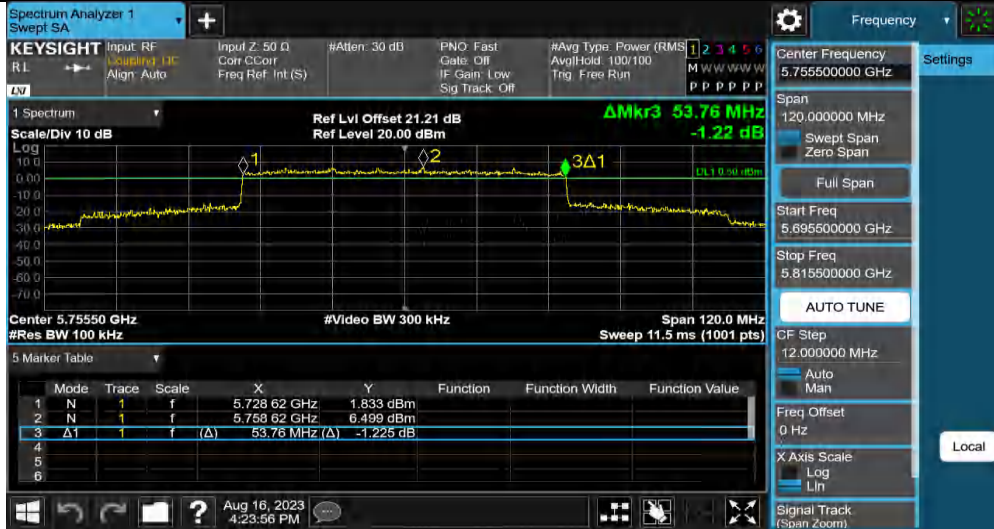 Spectrum Analyzer 1
Swept SA
Frequency
KEYSIGHT
RL
LXI
Input: RF
Coupling: DC
Align: Auto
Input Z: 50 Ω
Corr CCorr
Freq Ref: Int (S)
#Atten: 30 dB
PNO: Fast
Gate: Off
IF Gain: Low
Sig Track: Off
#Avg Type: Power (RMS
Avg|Hold: 100/100
Trig: Free Run
1 2 3 4 5 6
M W W W W W
P P P P P P
Center Frequency
5.755500000 GHz
Settings
Span
120.000000 MHz
Swept Span
Zero Span
Full Span
Start Freq
5.695500000 GHz
Stop Freq
5.815500000 GHz
AUTO TUNE
CF Step
12.000000 MHz
Auto
Man
Freq Offset
0 Hz
X Axis Scale
Log
Lin
Signal Track
(Span Zoom)
Local
1 Spectrum
Scale/Div 10 dB
Ref Lvl Offset 21.21 dB
Ref Level 20.00 dBm
ΔMkr3 53.76 MHz
-1.22 dB
Log
10.0
0.00
-10.0
-20.0
-30.0
-40.0
-50.0
-60.0
-70.0
1
2
3Δ1
DL1 0.50 dBm
Center 5.75550 GHz
#Res BW 100 kHz
#Video BW 300 kHz
Span 120.0 MHz
Sweep 11.5 ms (1001 pts)
5 Marker Table
Mode Trace Scale X Y Function Function Width Function Value
1 N 1 f 5.728 62 GHz 1.833 dBm
2 N 1 f 5.758 62 GHz 6.499 dBm
3 Δ1 1 f (Δ) 53.76 MHz (Δ) -1.225 dB
4
5
6
Aug 16, 2023
4:23:56 PM